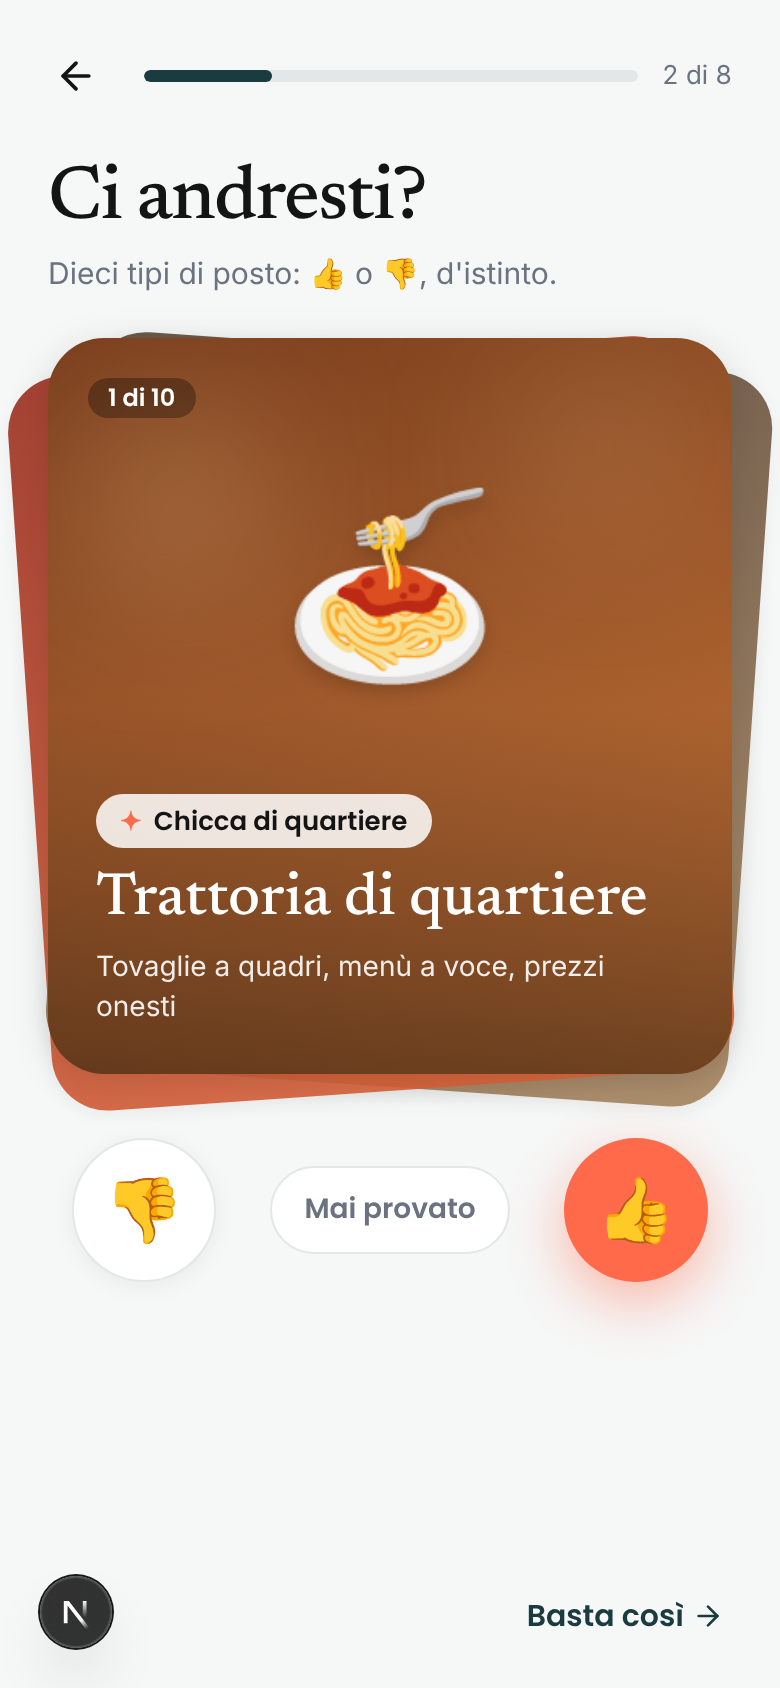 2 di 8
Ci andresti?
Dieci tipi di posto: 👍 o 👎, d'istinto.
1 di 10
Chicca di quartiere
Trattoria di quartiere
Tovaglie a quadri, menù a voce, prezzi
onesti
Mai provato
N
Basta così →